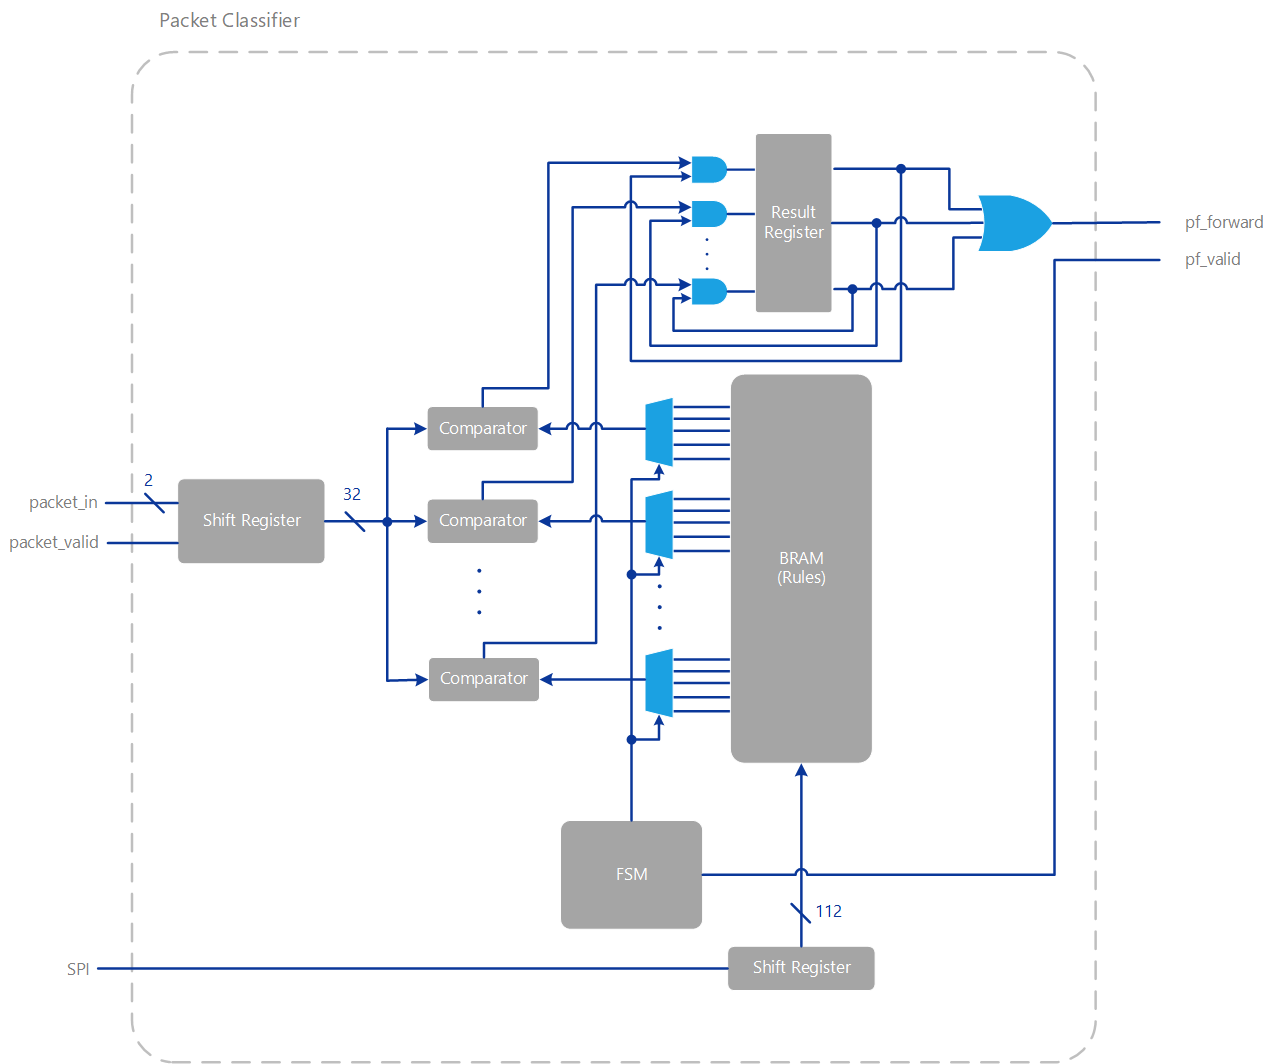 Packet Classifier
Result
Register
pf_forward
pf_valid
Comparator
2
packet_in
32
Shift Register
Comparator
packet_valid
BRAM
(Rules)
Comparator
FSM
112
SPI
Shift Register